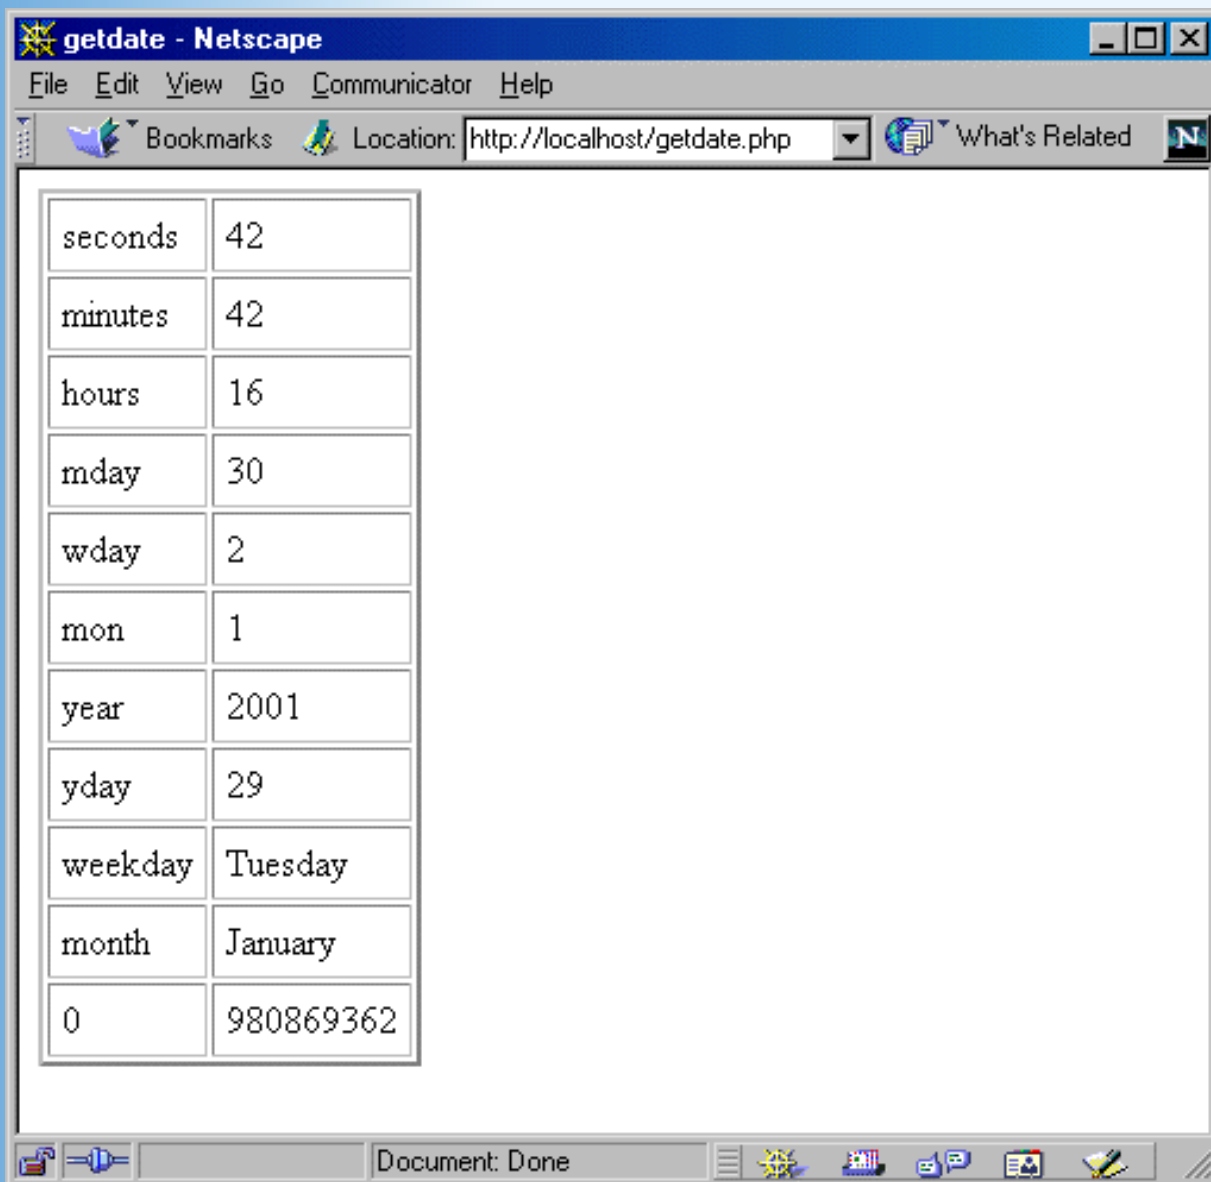 getdate - Netscape
File Edit View Go Communicator Help
Bookmarks Location: http://localhost/getdate.php What's Related N
seconds 42
minutes 42
hours 16
mday 30
wday 2
mon 1
year 2001
yday 29
weekday Tuesday
month January
0 980869362
Document: Done